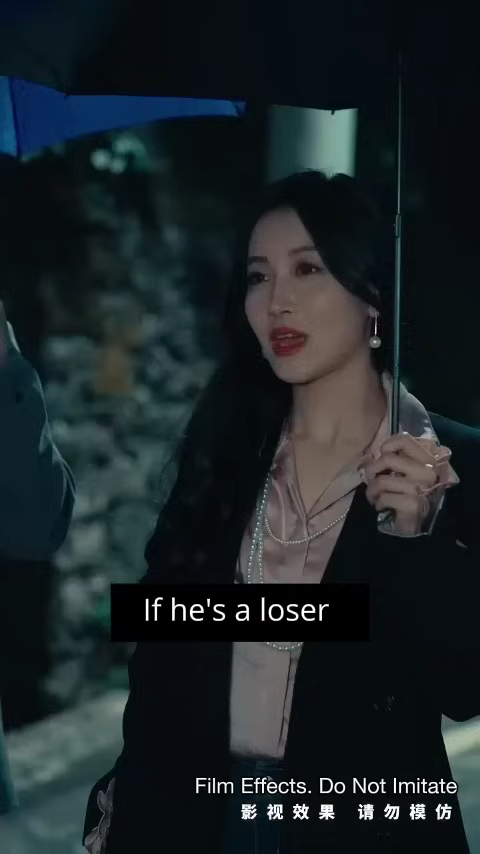 If he's a loser
Film Effects. Do Not Imitate
影视效果 请勿模仿